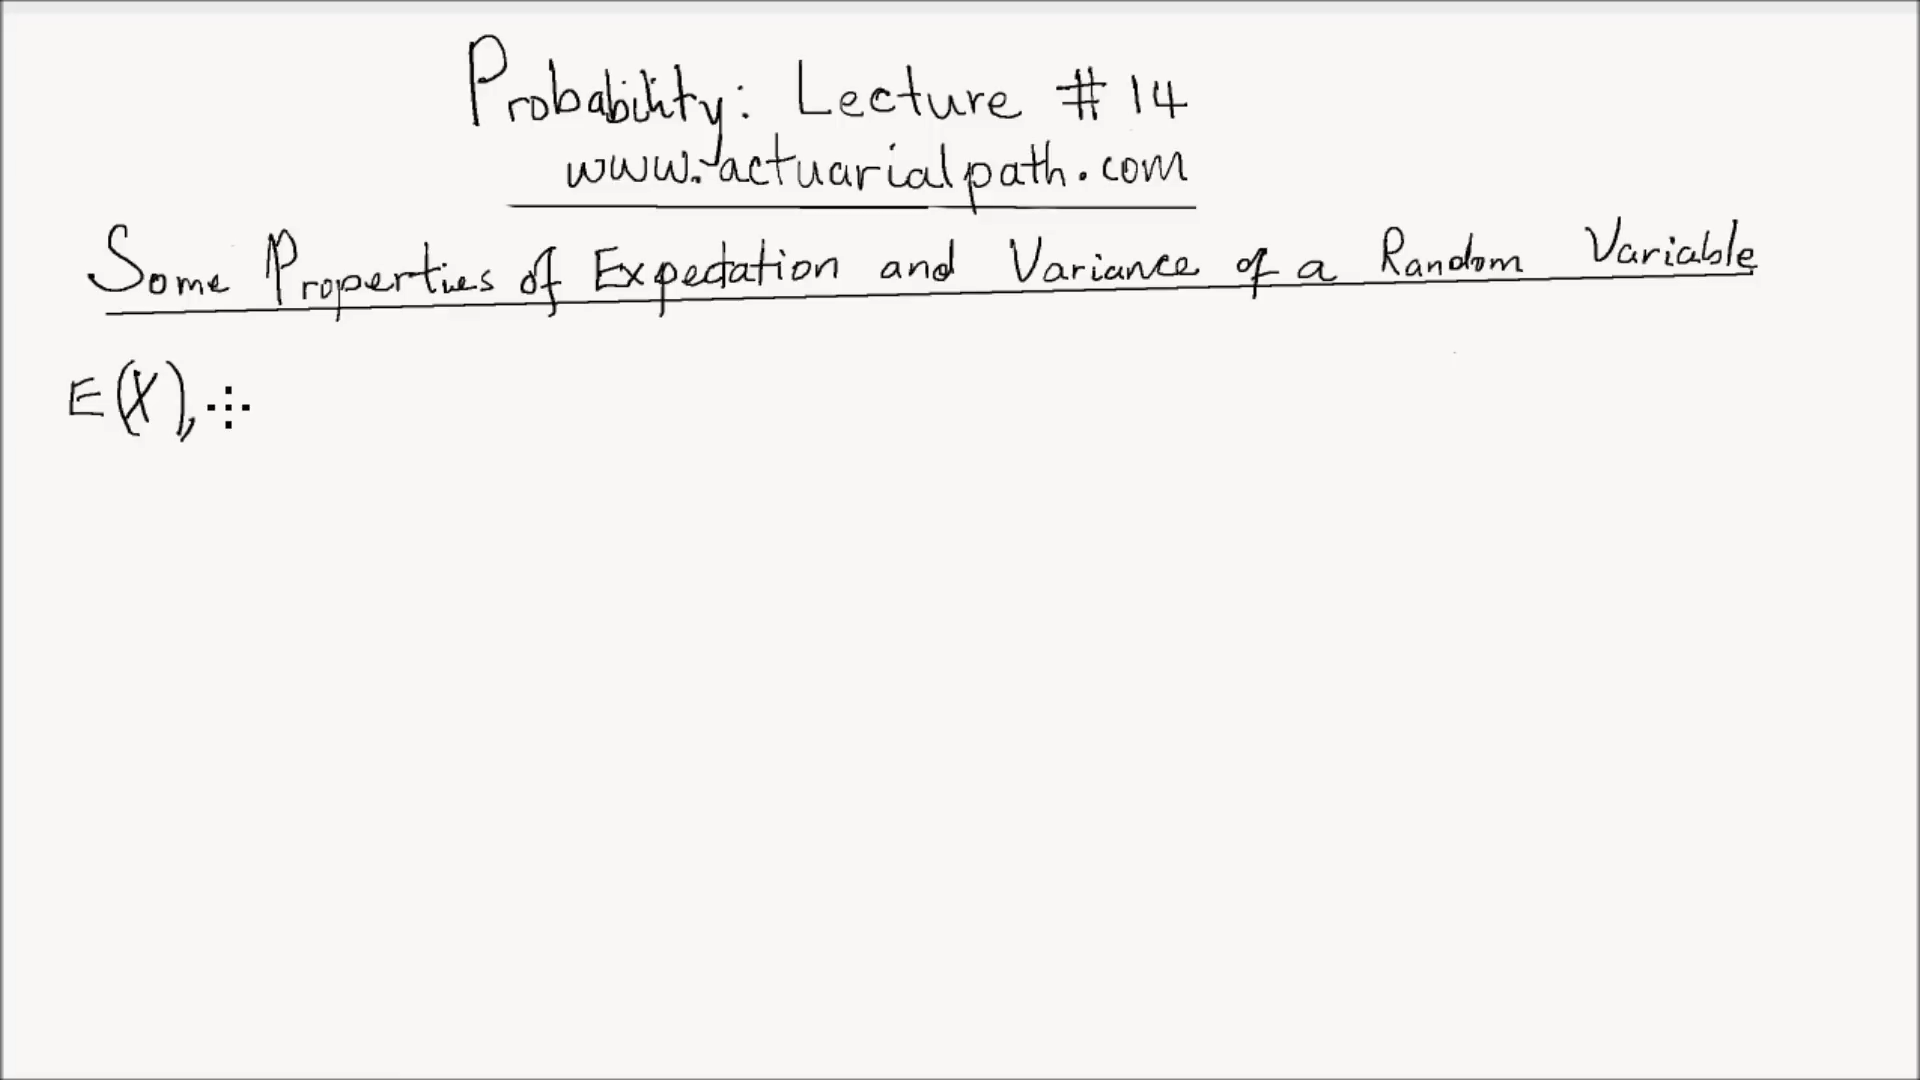 Probability: Lecture # 14
www.actuarialpath.com
Some Properties of Expectation and Variance of a Random Variable
E(X),